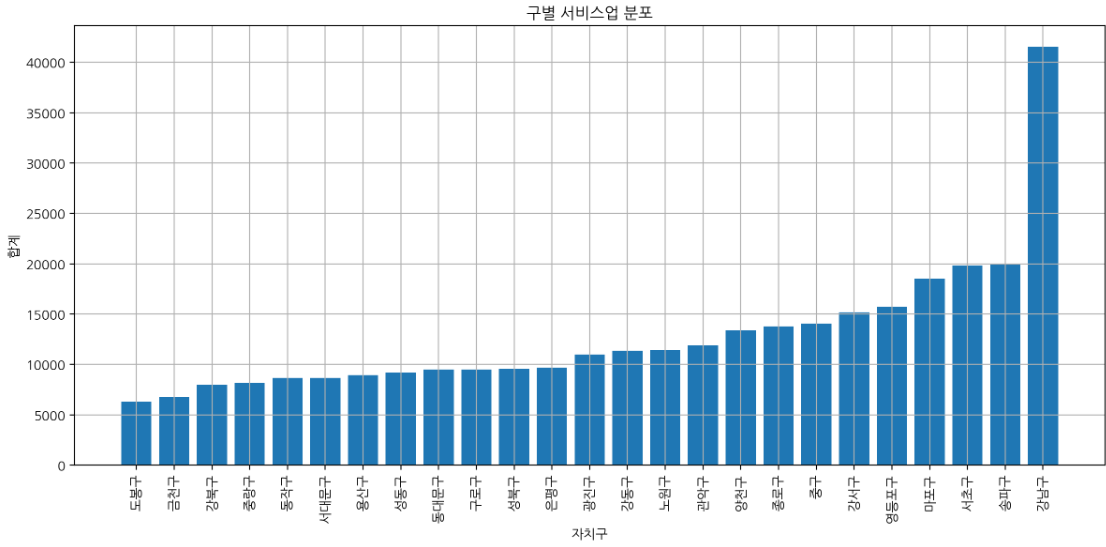 구별 서비스업 분포
합계
40000
35000
30000
25000
20000
15000
10000
5000
0
도봉구
금천구
강북구
중랑구
동작구
서대문구
용산구
성동구
동대문구
구로구
성북구
은평구
광진구
강동구
노원구
관악구
양천구
종로구
중구
강서구
영등포구
마포구
서초구
송파구
강남구
자치구